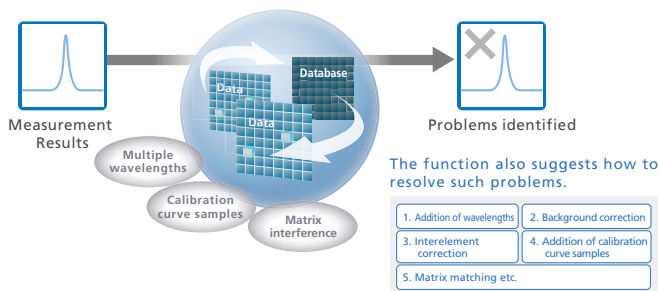 Database
Data
Data
Measurement
Results
Problems identified
Multiple
wavelengths
Calibration
curve samples
Matrix
interference
The function also suggests how to
resolve such problems.
1. Addition of wavelengths
2. Background correction
3. Interelement
correction
4. Addition of calibration
curve samples
5. Matrix matching etc.